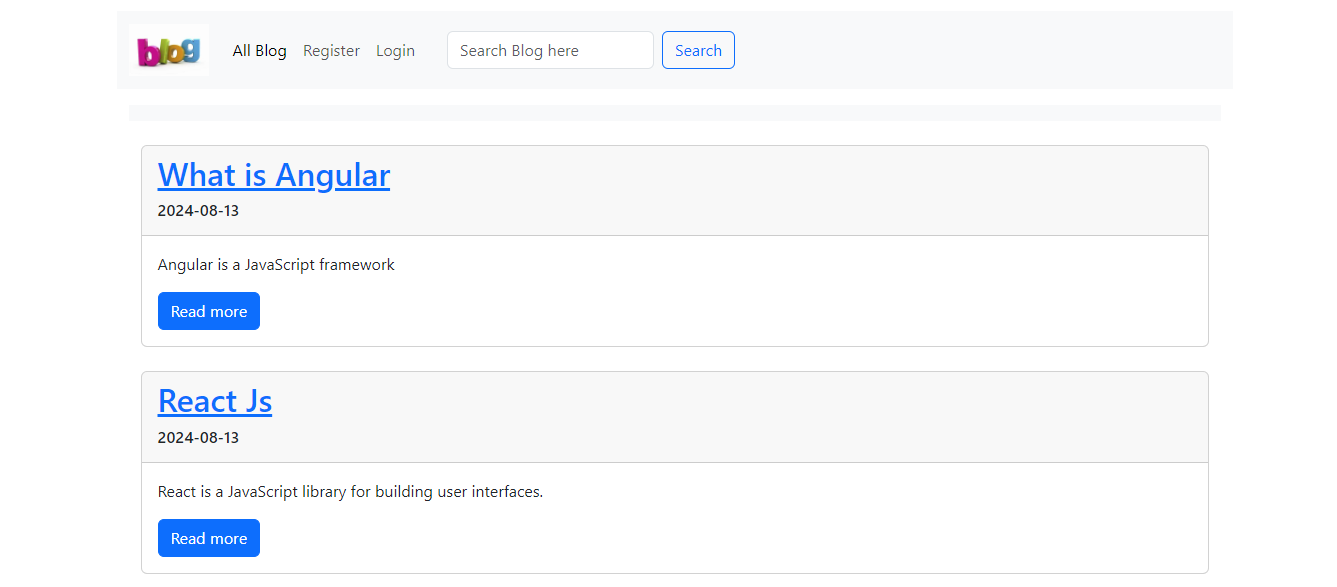 blog All Blog Register Login Search Blog here Search
What is Angular
2024-08-13
Angular is a JavaScript framework
Read more
React Js
2024-08-13
React is a JavaScript library for building user interfaces.
Read more